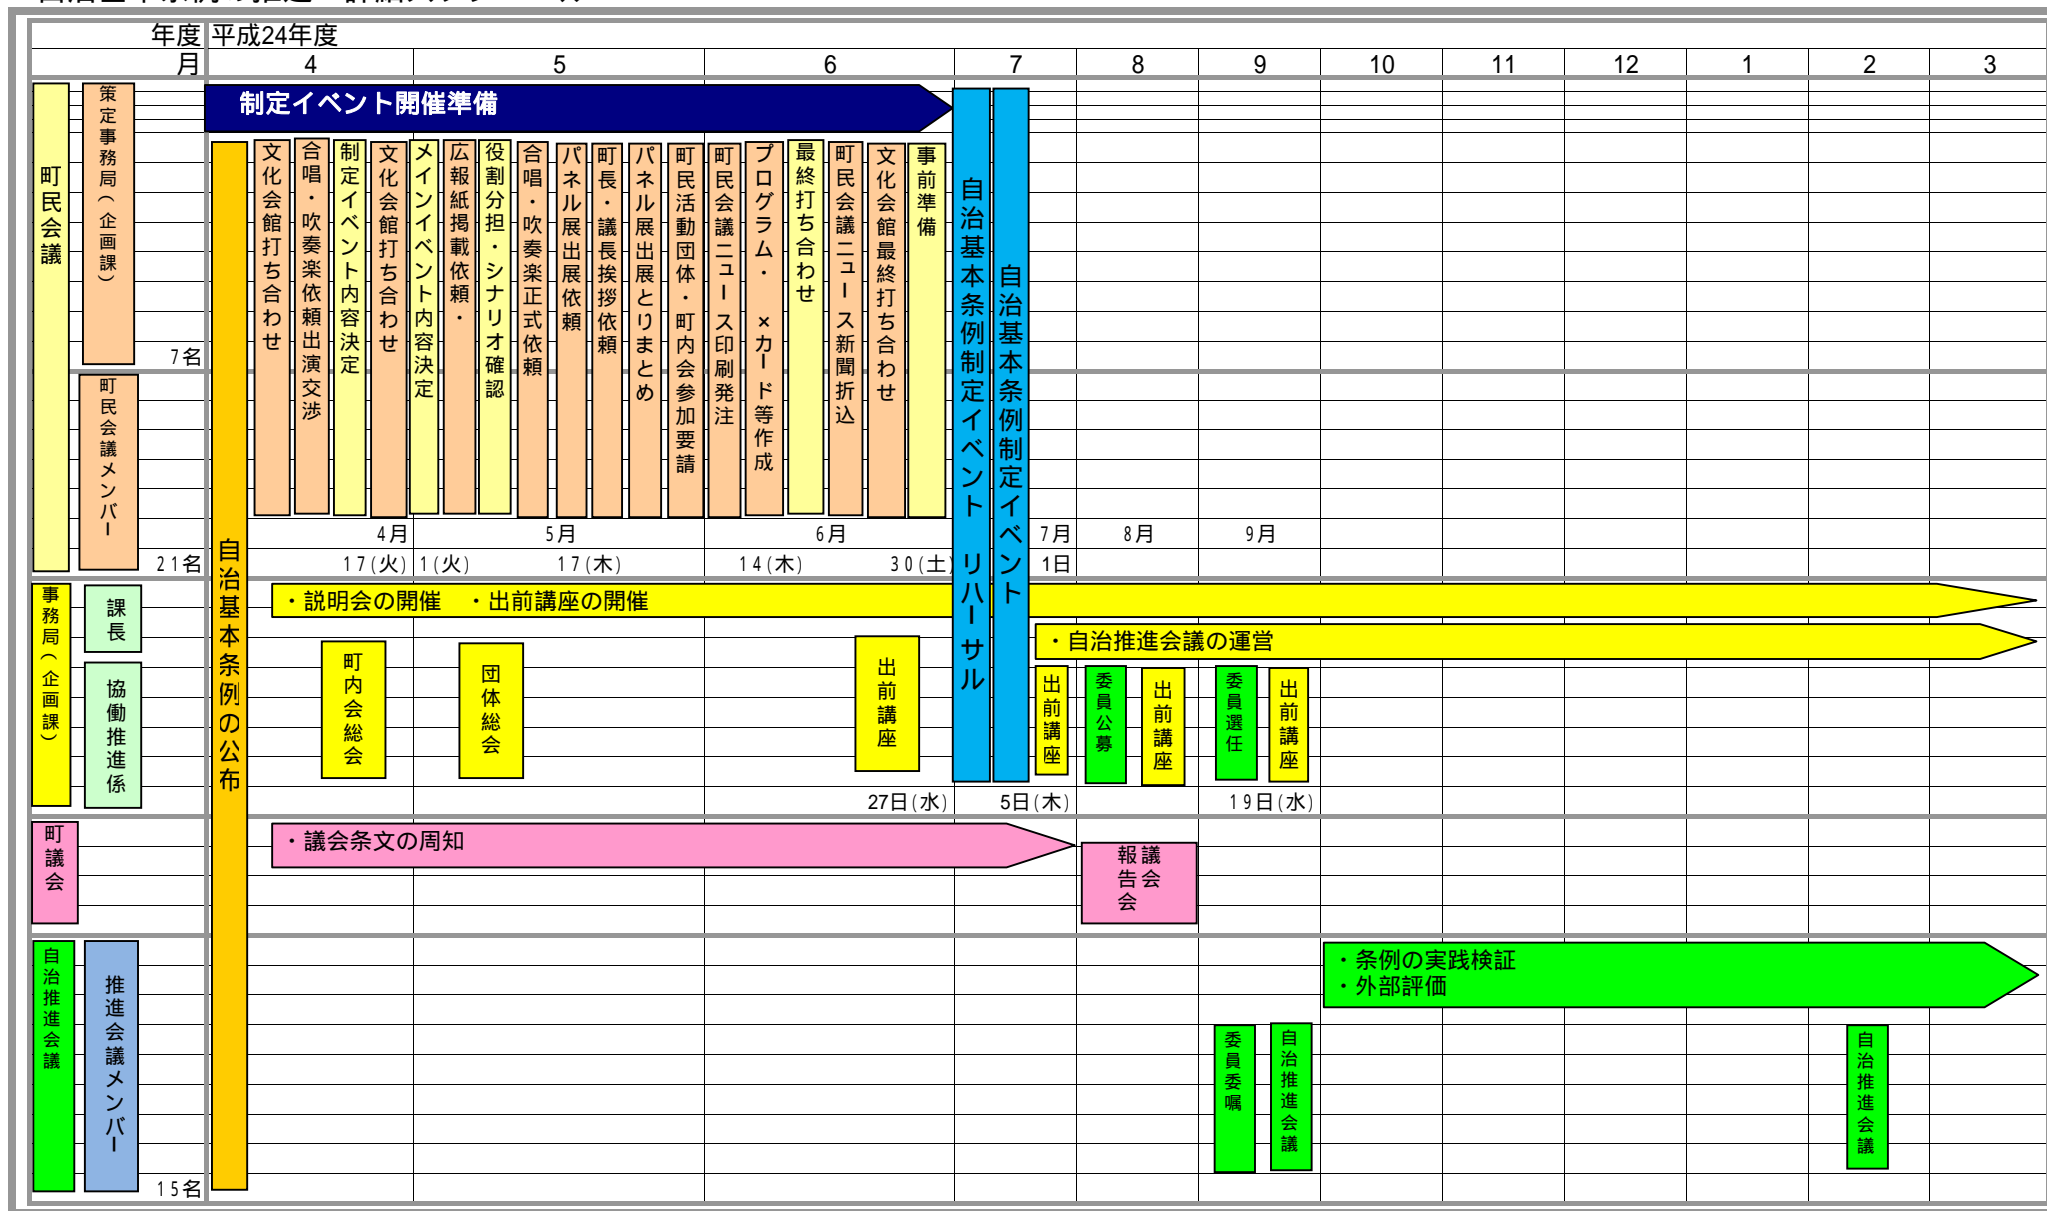 年度 平成24年度
月 4 5 6 7 8 9 10 11 12 1 2 3
町民会議
策定事務局(企画課)
7名
町民会議メンバー
21名
制定イベント開催準備
自治基本条例の公布
文化会館打ち合わせ
合唱・吹奏楽依頼出演交渉
制定イベント内容決定
文化会館打ち合わせ
メインイベント内容決定
広報紙掲載依頼・
役割分担・シナリオ確認
合唱・吹奏楽正式依頼
パネル展出展依頼
町長・議長挨拶依頼
パネル展出展とりまとめ
町民活動団体・町内会参加要請
町民会議ニュース印刷発注
プログラム・ ×カード等作成
最終打ち合わせ
町民会議ニュース新聞折込
文化会館最終打ち合わせ
事前準備
自治基本条例制定イベント リハーサル
自治基本条例制定イベント
4月 5月 6月 7月 8月 9月
17(火) 1(火) 17(木) 14(木) 30(土) 1日
事務局(企画課)
課長
協働推進係
・説明会の開催 ・出前講座の開催
・自治推進会議の運営
町内会総会
団体総会
出前講座
出前講座
委員公募
出前講座
委員選任
出前講座
27日(水) 5日(木) 19日(水)
町議会
・議会条文の周知
議会
報告会
自治推進会議
推進会議メンバー
15名
・条例の実践検証
・外部評価
委員委嘱
自治推進会議
自治推進会議